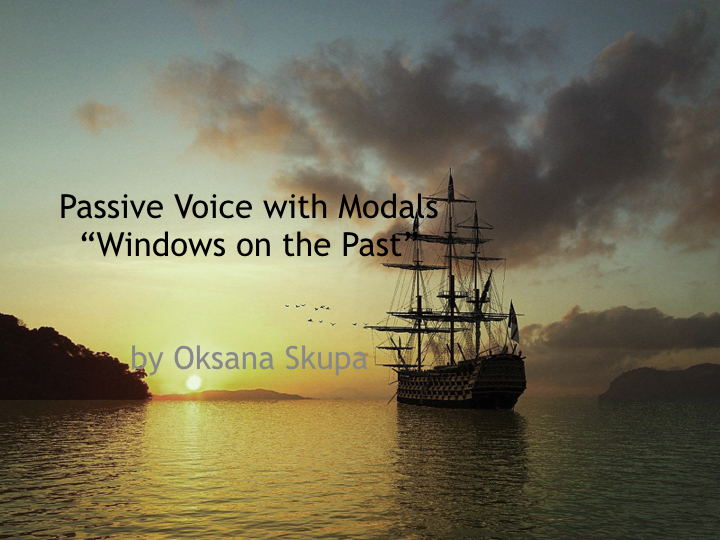 Passive Voice with Modals
“Windows on the Past”
by Oksana Skupa